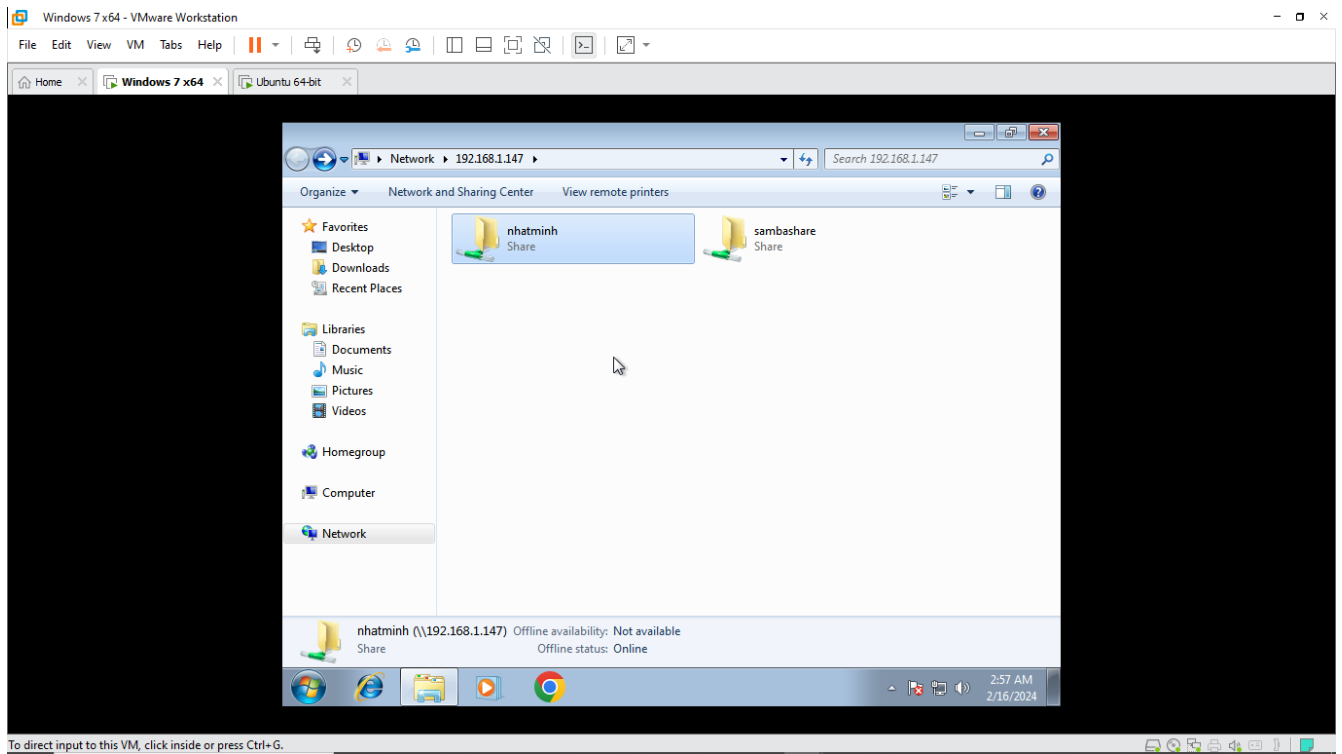 Windows 7 x64 - VMware Workstation
File Edit View VM Tabs Help
Home Windows 7 x64 Ubuntu 64-bit
Network 192.168.1.147 Search 192.168.1.147
Organize Network and Sharing Center View remote printers
Favorites
Desktop
Downloads
Recent Places
Libraries
Documents
Music
Pictures
Videos
Homegroup
Computer
Network
nhatminh
Share
sambashare
Share
nhatminh (\\192.168.1.147) Offline availability: Not available
Share Offline status: Online
2:57 AM
2/16/2024
To direct input to this VM, click inside or press Ctrl+G.